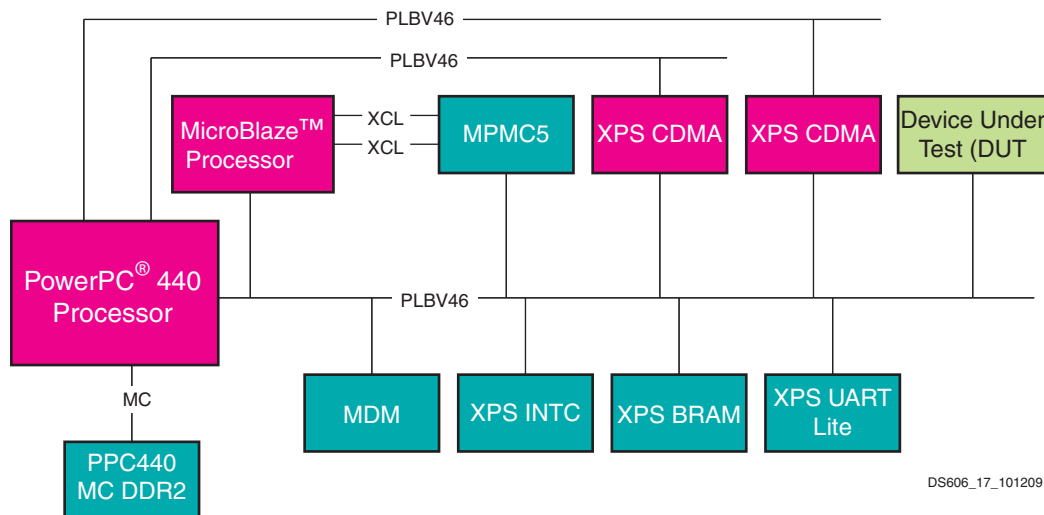 PLBV46
PLBV46
MicroBlaze™
Processor
XCL
XCL
MPMC5
XPS CDMA
XPS CDMA
Device Under
Test (DUT
PowerPC® 440
Processor
PLBV46
MC
MDM
XPS INTC
XPS BRAM
XPS UART
Lite
PPC440
MC DDR2
DS606_17_101209